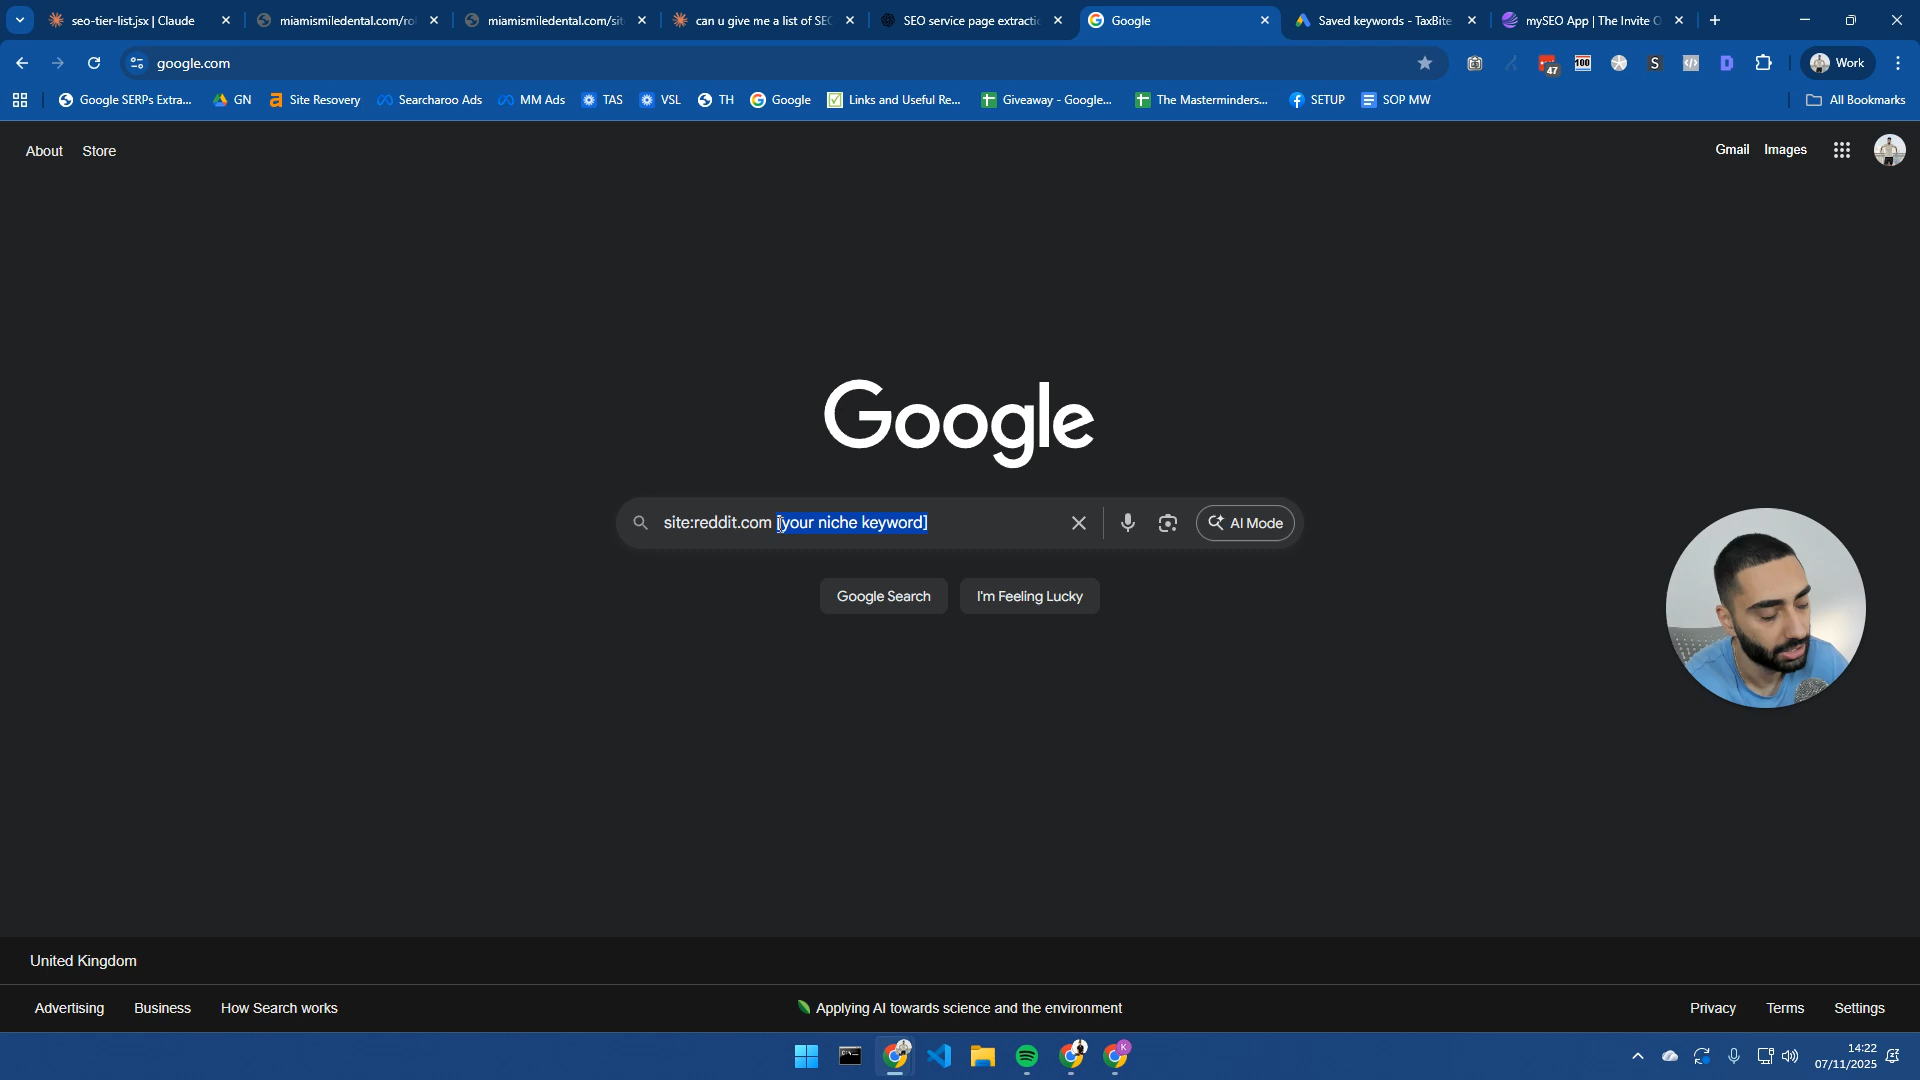 seo-tier-list.jsx | Claude
miamismiledental.com/ro
miamismiledental.com/sit
can u give me a list of SEO
SEO service page extractic
Google
Saved keywords - TaxBite
mySEO App | The Invite O
google.com
47
100
S
D
Work
Google SERPs Extra...
GN
Site Resovery
Searcharoo Ads
MM Ads
TAS
VSL
TH
Google
Links and Useful Re...
Giveaway - Google...
The Masterminders...
SETUP
SOP MW
All Bookmarks
About
Store
Gmail
Images
Google
site:reddit.com [your niche keyword]
AI Mode
Google Search
I'm Feeling Lucky
United Kingdom
Advertising
Business
How Search works
Applying AI towards science and the environment
Privacy
Terms
Settings
K
14:22
07/11/2025